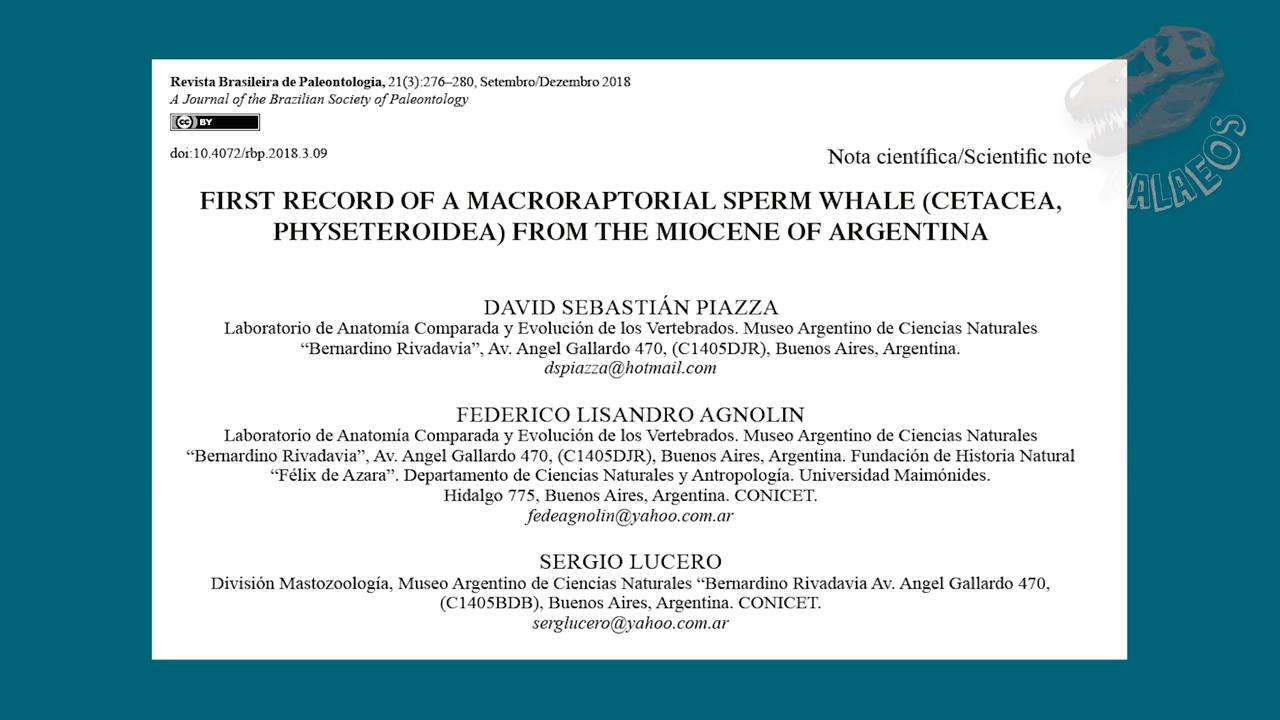 Revista Brasileira de Paleontologia, 21(3):276–280, Setembro/Dezembro 2018
A Journal of the Brazilian Society of Paleontology
cc BY
doi:10.4072/rbp.2018.3.09
Nota científica/Scientific note
FIRST RECORD OF A MACRORAPTORIAL SPERM WHALE (CETACEA,
PHYSETEROIDEA) FROM THE MIOCENE OF ARGENTINA
DAVID SEBASTIÁN PIAZZA
Laboratorio de Anatomía Comparada y Evolución de los Vertebrados. Museo Argentino de Ciencias Naturales
“Bernardino Rivadavia”, Av. Angel Gallardo 470, (C1405DJR), Buenos Aires, Argentina.
dspiazza@hotmail.com
FEDERICO LISANDRO AGNOLIN
Laboratorio de Anatomía Comparada y Evolución de los Vertebrados. Museo Argentino de Ciencias Naturales
“Bernardino Rivadavia”, Av. Angel Gallardo 470, (C1405DJR), Buenos Aires, Argentina. Fundación de Historia Natural
“Félix de Azara”. Departamento de Ciencias Naturales y Antropología. Universidad Maimónides.
Hidalgo 775, Buenos Aires, Argentina. CONICET.
fedeagnolin@yahoo.com.ar
SERGIO LUCERO
División Mastozoología, Museo Argentino de Ciencias Naturales “Bernardino Rivadavia Av. Angel Gallardo 470,
(C1405BDB), Buenos Aires, Argentina. CONICET.
serglucero@yahoo.com.ar
PALAEOS